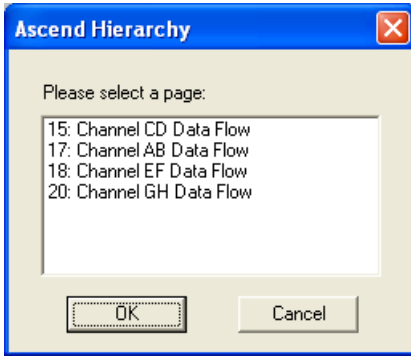 Ascend Hierarchy
Please select a page:
15: Channel CD Data Flow
17: Channel AB Data Flow
18: Channel EF Data Flow
20: Channel GH Data Flow
OK Cancel